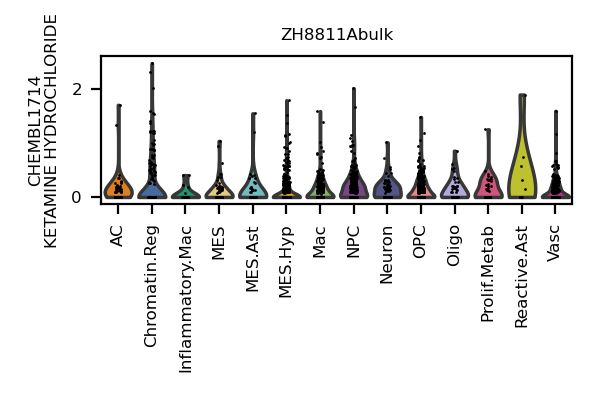 ZH8811Abulk
CHEMBL1714
KETAMINE HYDROCHLORIDE
2
0
AC
Chromatin.Reg
Inflammatory.Mac
MES
MES.Ast
MES.Hyp
Mac
NPC
Neuron
OPC
Oligo
Prolif.Metab
Reactive.Ast
Vasc